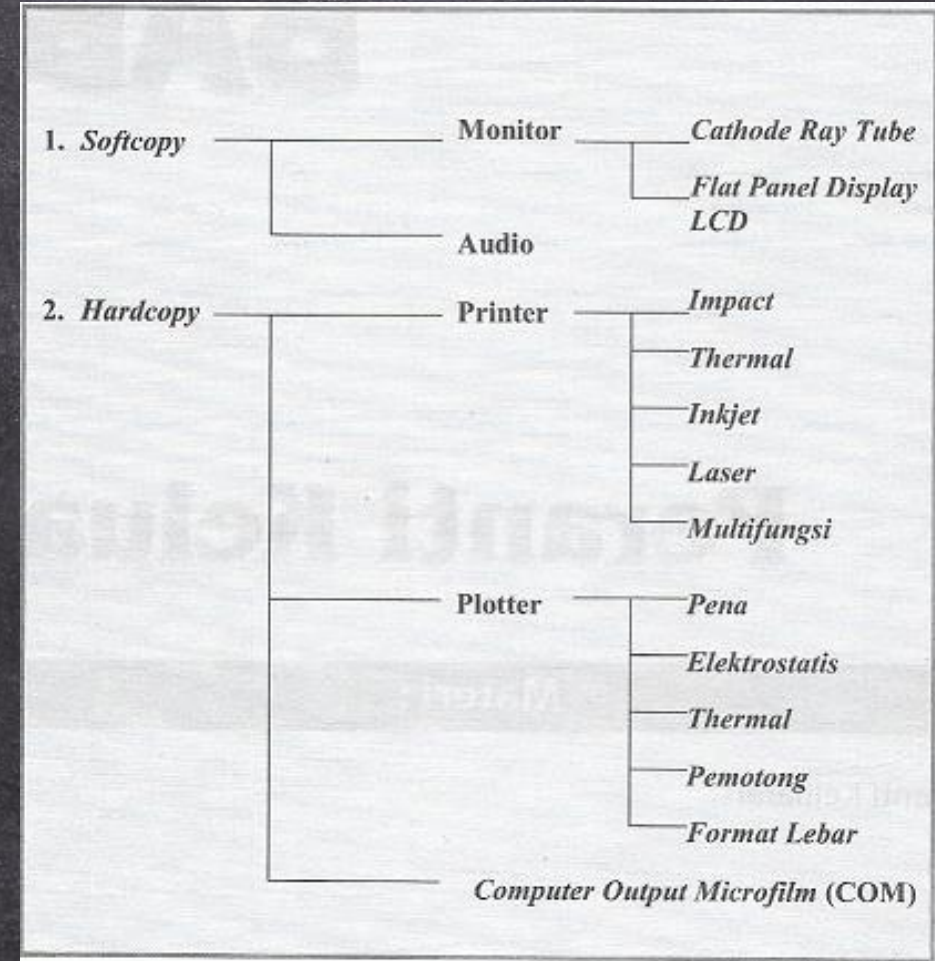 1. Softcopy Monitor Cathode Ray Tube
Flat Panel Display
LCD
Audio
2. Hardcopy Printer Impact
Thermal
Inkjet
Laser
Multifungsi
Plotter Pena
Elektrostatis
Thermal
Pemotong
Format Lebar
Computer Output Microfilm (COM)